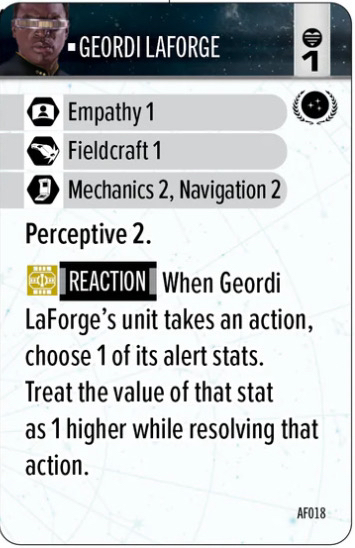 ▪ GEORDI LAFORGE
1
Empathy 1
Fieldcraft 1
Mechanics 2, Navigation 2
Perceptive 2.
REACTION When Geordi
LaForge’s unit takes an action,
choose 1 of its alert stats.
Treat the value of that stat
as 1 higher while resolving that
action.
AF018